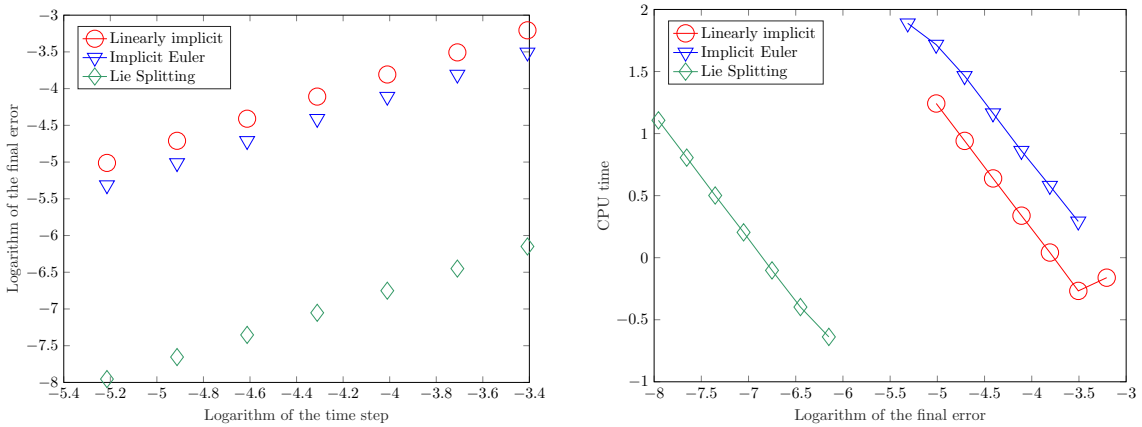 −3
−3.5
−4
−4.5
−5
−5.5
−6
−6.5
−7
−7.5
−8
Logarithm of the final error
Linearly implicit
Implicit Euler
Lie Splitting
−5.4 −5.2 −5 −4.8 −4.6 −4.4 −4.2 −4 −3.8 −3.6 −3.4
Logarithm of the time step
2
1.5
1
0.5
0
−0.5
−1
CPU time
Linearly implicit
Implicit Euler
Lie Splitting
−8 −7.5 −7 −6.5 −6 −5.5 −5 −4.5 −4 −3.5 −3
Logarithm of the final error